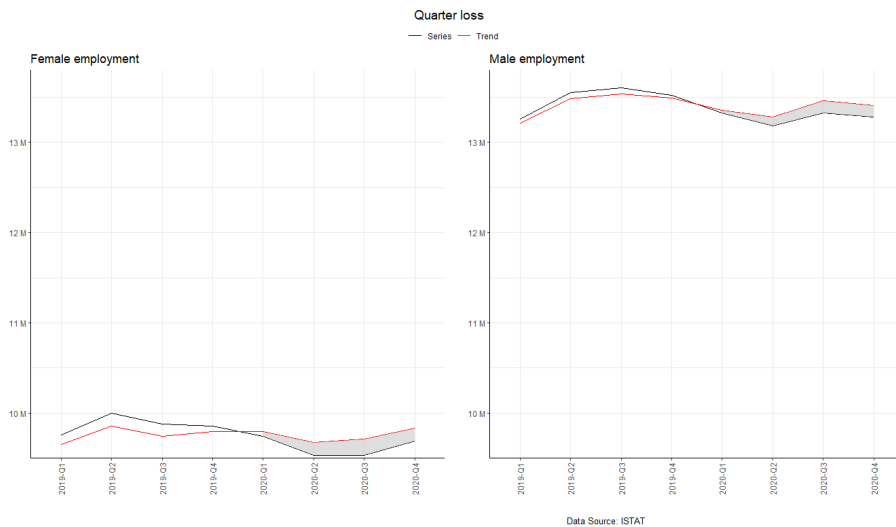 Quarter loss
Series Trend
Female employment
13 M
12 M
11 M
10 M
2019-Q1
2019-Q2
2019-Q3
2019-Q4
2020-Q1
2020-Q2
2020-Q3
2020-Q4
Male employment
13 M
12 M
11 M
10 M
2019-Q1
2019-Q2
2019-Q3
2019-Q4
2020-Q1
2020-Q2
2020-Q3
2020-Q4
Data Source: ISTAT